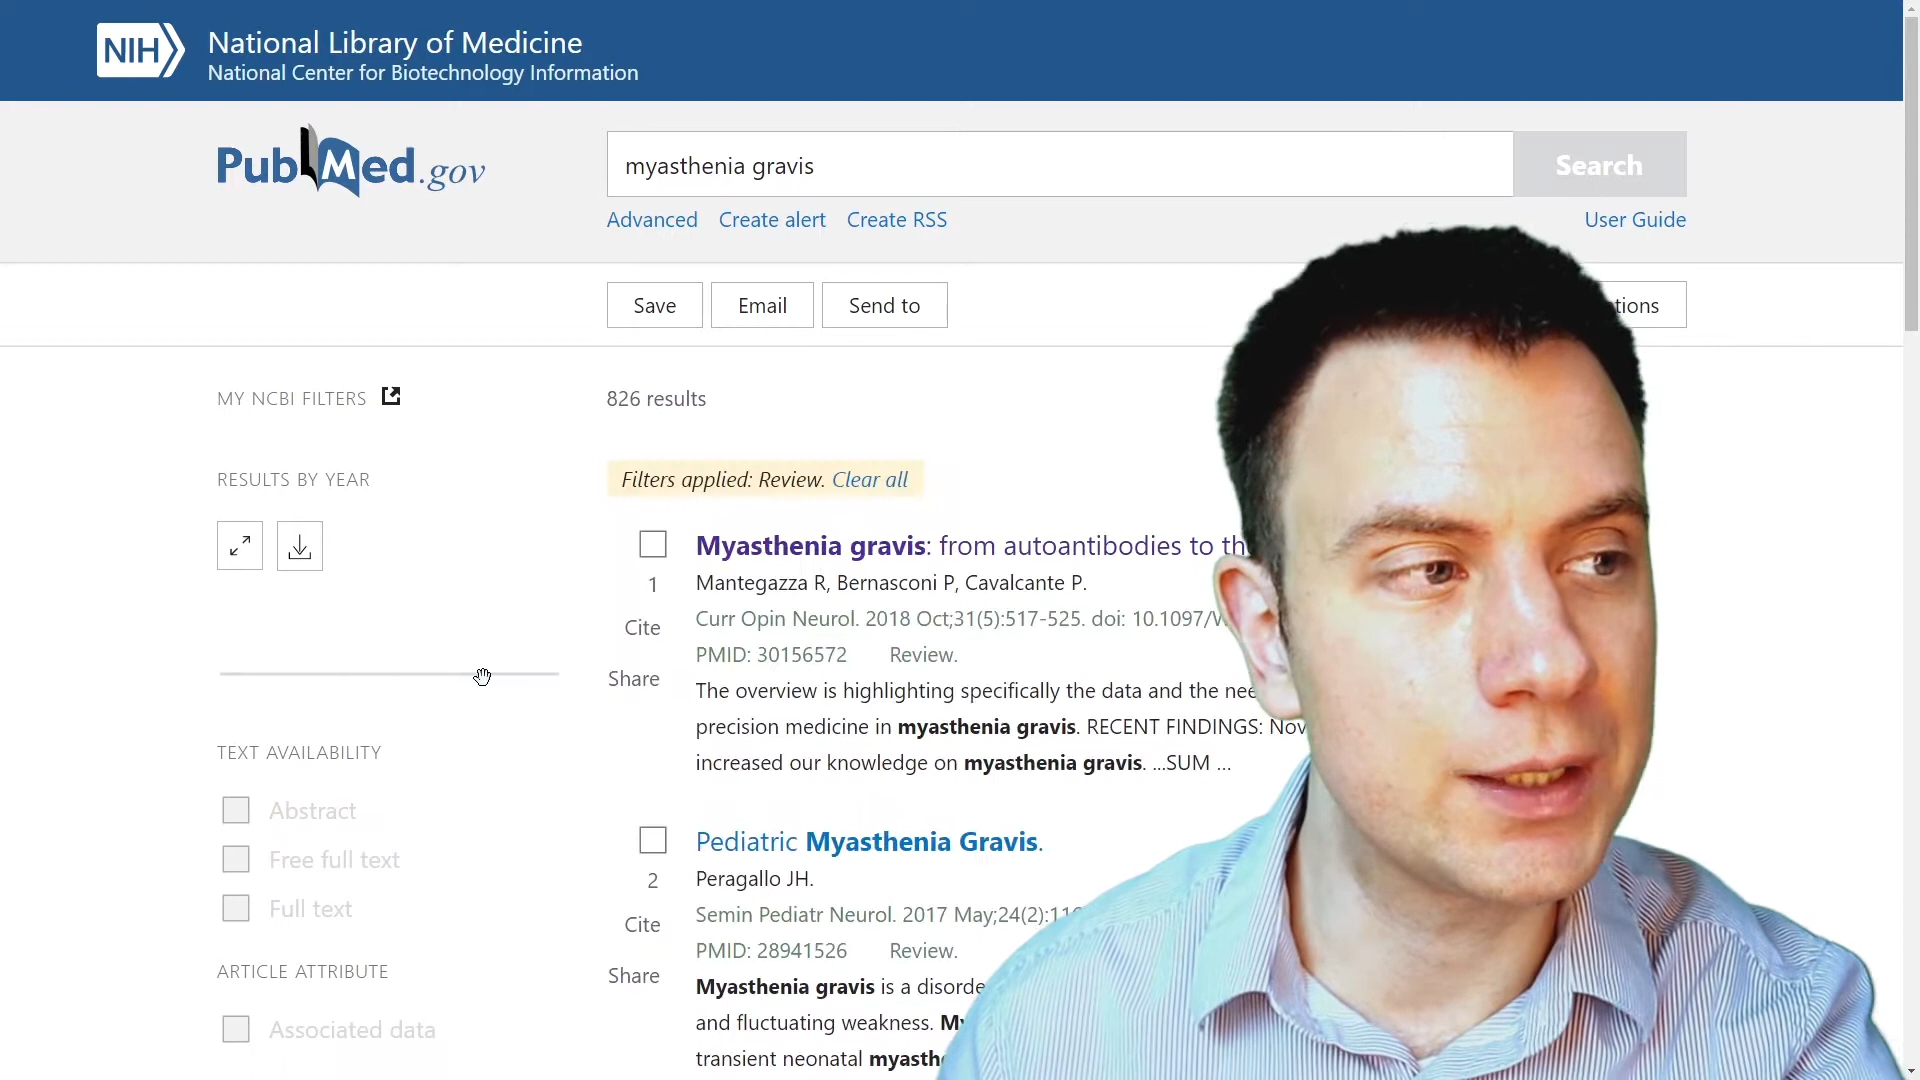 NIH
National Library of Medicine
National Center for Biotechnology Information
PubMed.gov
myasthenia gravis
Search
Advanced Create alert Create RSS
User Guide
Save Email Send to
tions
MY NCBI FILTERS
826 results
RESULTS BY YEAR
Filters applied: Review. Clear all
Myasthenia gravis: from autoantibodies to
1
Mantegazza R, Bernasconi P, Cavalcante P.
Cite
Curr Opin Neurol. 2018 Oct;31(5):517-525. doi: 10.1097/
PMID: 30156572 Review.
Share
The overview is highlighting specifically the data and the
precision medicine in myasthenia gravis. RECENT FINDINGS:
increased our knowledge on myasthenia gravis. ...SUM ...
TEXT AVAILABILITY
Abstract
Free full text
Full text
Pediatric Myasthenia Gravis.
2
Peragallo JH.
Cite
Semin Pediatr Neurol. 2017 May;24(2):
PMID: 28941526 Review.
Share
Myasthenia gravis is a
and fluctuating weakness.
transient neonatal
ARTICLE ATTRIBUTE
Associated data